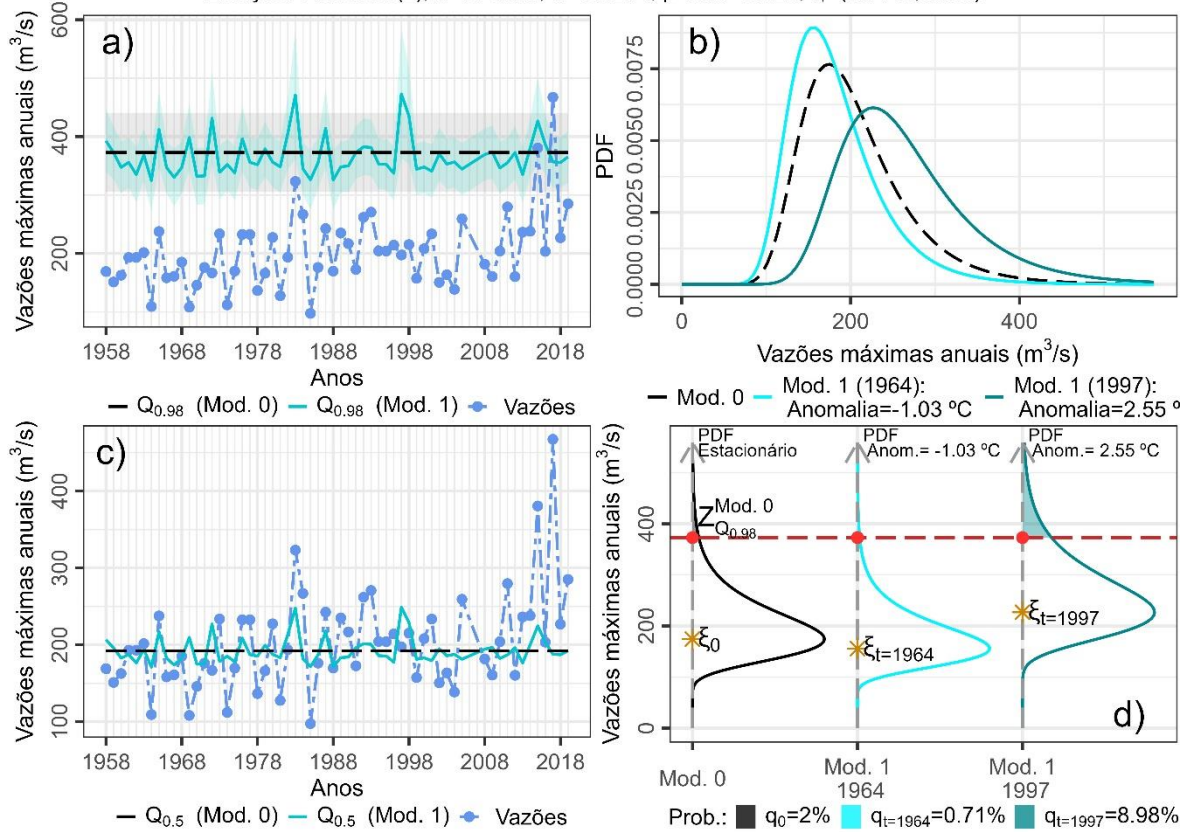 a)
Vazões máximas anuais (m³/s)
600
400
200
1958 1968 1978 1988 1998 2008 2018
Anos
Q0.98 (Mod. 0) Q0.98 (Mod. 1) Vazões
b)
PDF
0.0075
0.0050
0.0025
0.0000
0 200 400
Vazões máximas anuais (m³/s)
Mod. 0 Mod. 1 (1964): Mod. 1 (1997):
Anomalia=-1.03 ºC Anomalia=2.55 ºC
c)
Vazões máximas anuais (m³/s)
400
300
200
100
1958 1968 1978 1988 1998 2008 2018
Anos
Q0.5 (Mod. 0) Q0.5 (Mod. 1) Vazões
PDF PDF PDF
Estacionário Anom.= -1.03 ºC Anom.= 2.55 ºC
Vazões máximas anuais (m³/s)
400
200
0
Z Mod. 0 Q0.98
ξ0 ξt=1964 ξt=1997
d)
Mod. 0 Mod. 1 Mod. 1
1964 1997
Prob.: q0=2% qt=1964=0.71% qt=1997=8.98%